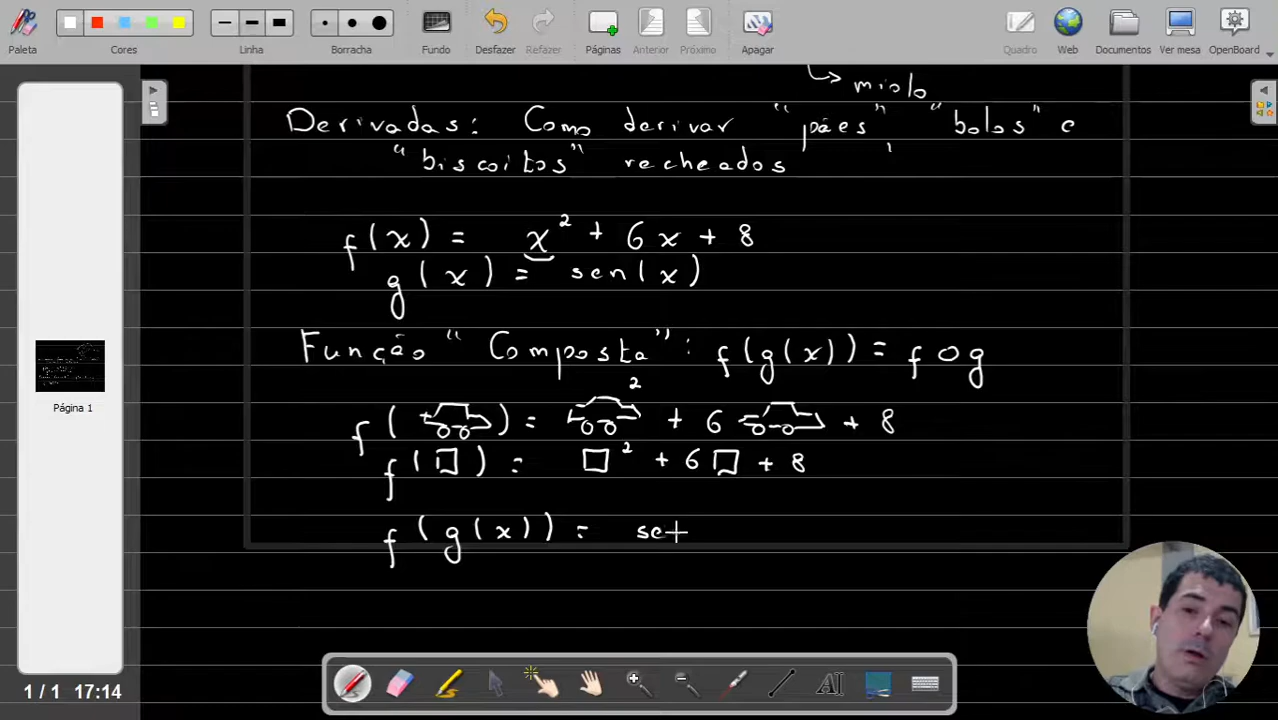 Paleta Cores Linha Borracha Fundo Desfazer Refazer Páginas Anterior Próximo Apagar Quadro Web Documentos Ver mesa OpenBoard
miolo
Derivadas: Como derivar "pães", "bolos" e
"biscoitos" recheados
f(x) = x² + 6x + 8
g(x) = sen(x)
Função "Composta": f(g(x)) = f o g
f( ) = ² + 6 + 8
f(□) = □² + 6□ + 8
f(g(x)) = se
Página 1
1 / 1 17:14
AI